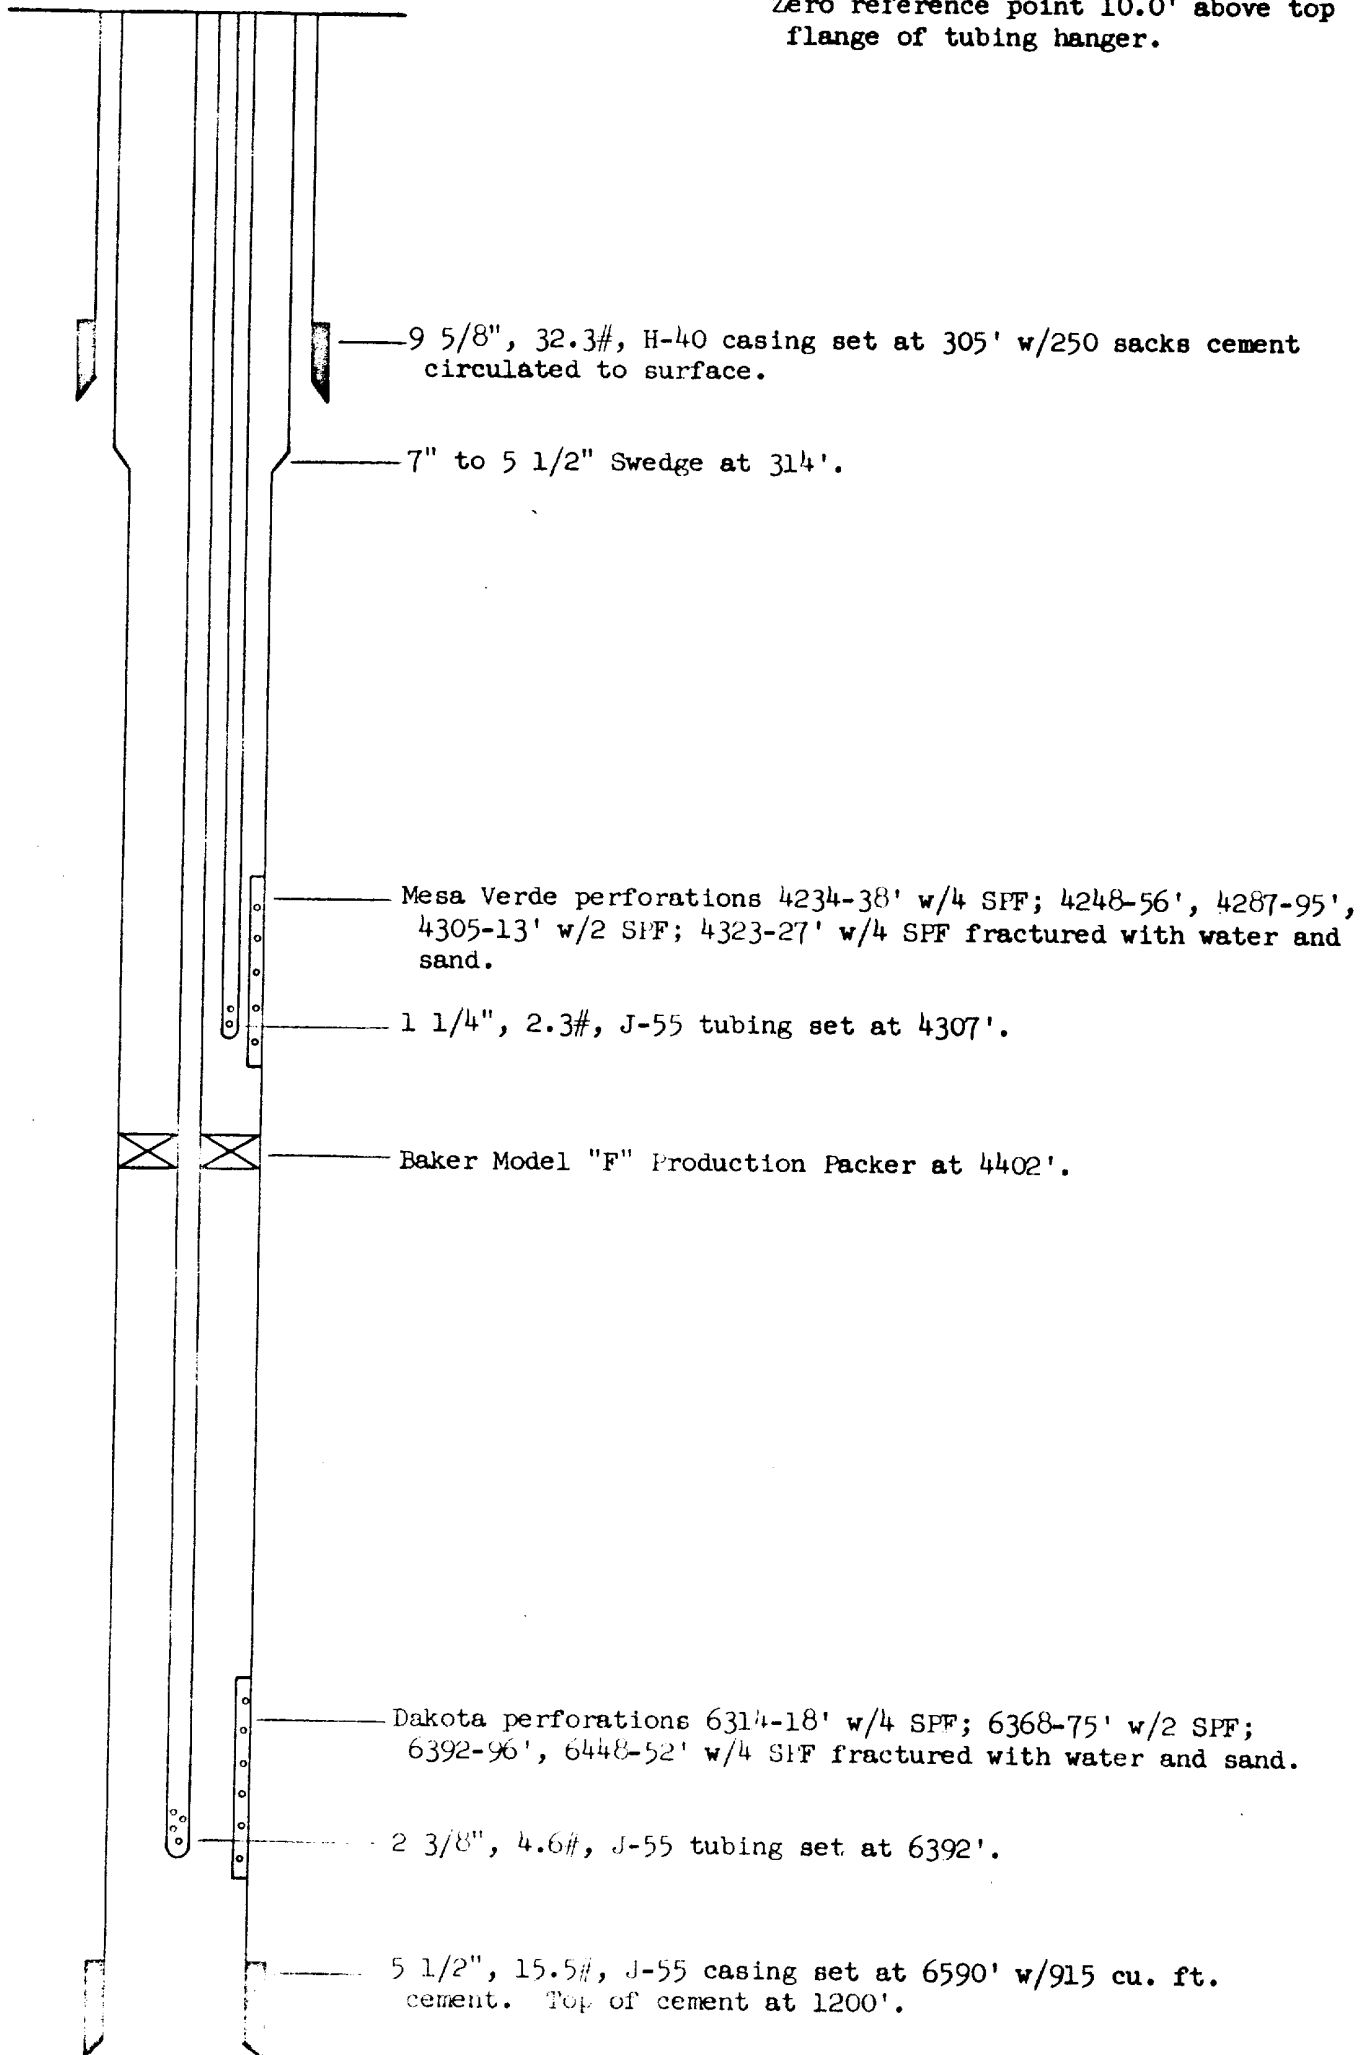 Zero reference point 10.0' above top
flange of tubing hanger.
9 5/8", 32.3#, H-40 casing set at 305' w/250 sacks cement
circulated to surface.
7" to 5 1/2" Swedge at 314'.
Mesa Verde perforations 4234-38' w/4 SPF; 4248-56', 4287-95',
4305-13' w/2 SPF; 4323-27' w/4 SPF fractured with water and
sand.
1 1/4", 2.3#, J-55 tubing set at 4307'.
Baker Model "F" Production Packer at 4402'.
Dakota perforations 6314-18' w/4 SPF; 6368-75' w/2 SPF;
6392-96', 6448-52' w/4 SPF fractured with water and sand.
2 3/8", 4.6#, J-55 tubing set at 6392'.
5 1/2", 15.5#, J-55 casing set at 6590' w/915 cu. ft.
cement. Top of cement at 1200'.